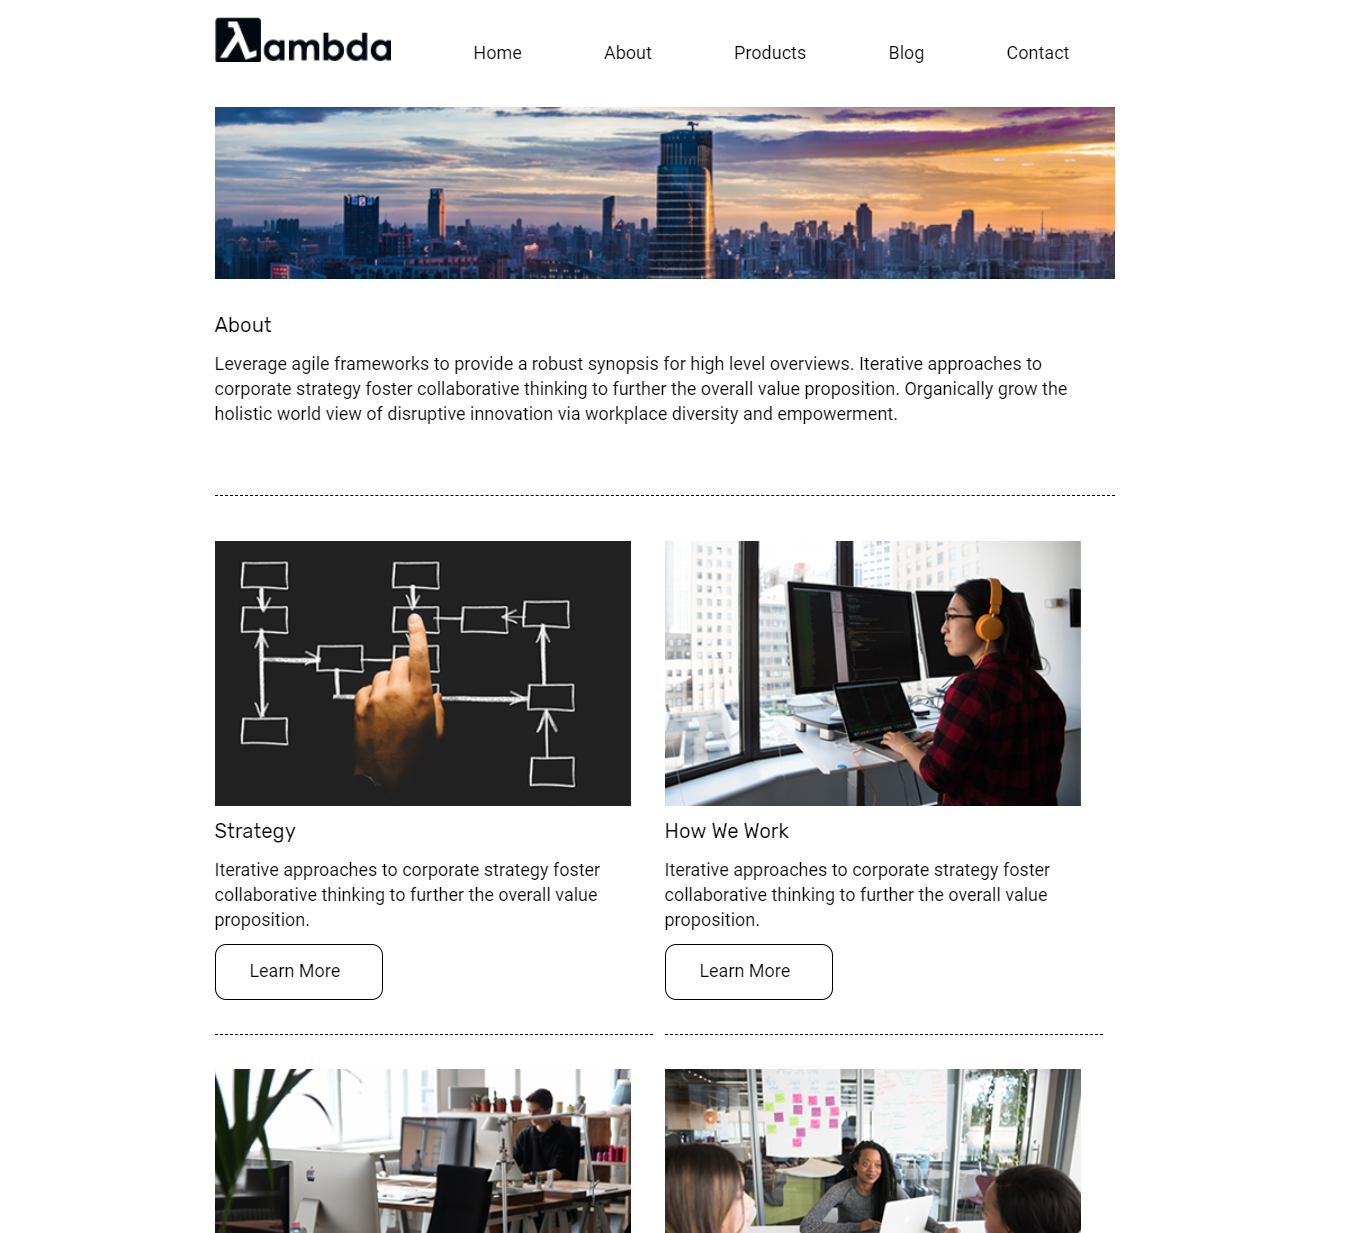 λambda
Home About Products Blog Contact
About
Leverage agile frameworks to provide a robust synopsis for high level overviews. Iterative approaches to
corporate strategy foster collaborative thinking to further the overall value proposition. Organically grow the
holistic world view of disruptive innovation via workplace diversity and empowerment.
Strategy
Iterative approaches to corporate strategy foster
collaborative thinking to further the overall value
proposition.
Learn More
How We Work
Iterative approaches to corporate strategy foster
collaborative thinking to further the overall value
proposition.
Learn More